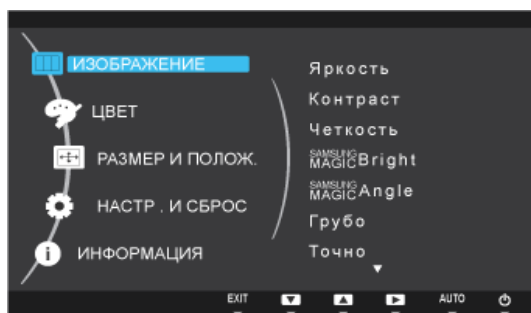 ИЗОБРАЖЕНИЕ
ЦВЕТ
РАЗМЕР И ПОЛОЖ.
НАСТР . И СБРОС
ИНФОРМАЦИЯ
Яркость
Контраст
Четкость
SAMSUNG MAGIC Bright
SAMSUNG MAGIC Angle
Грубо
Точно
EXIT AUTO